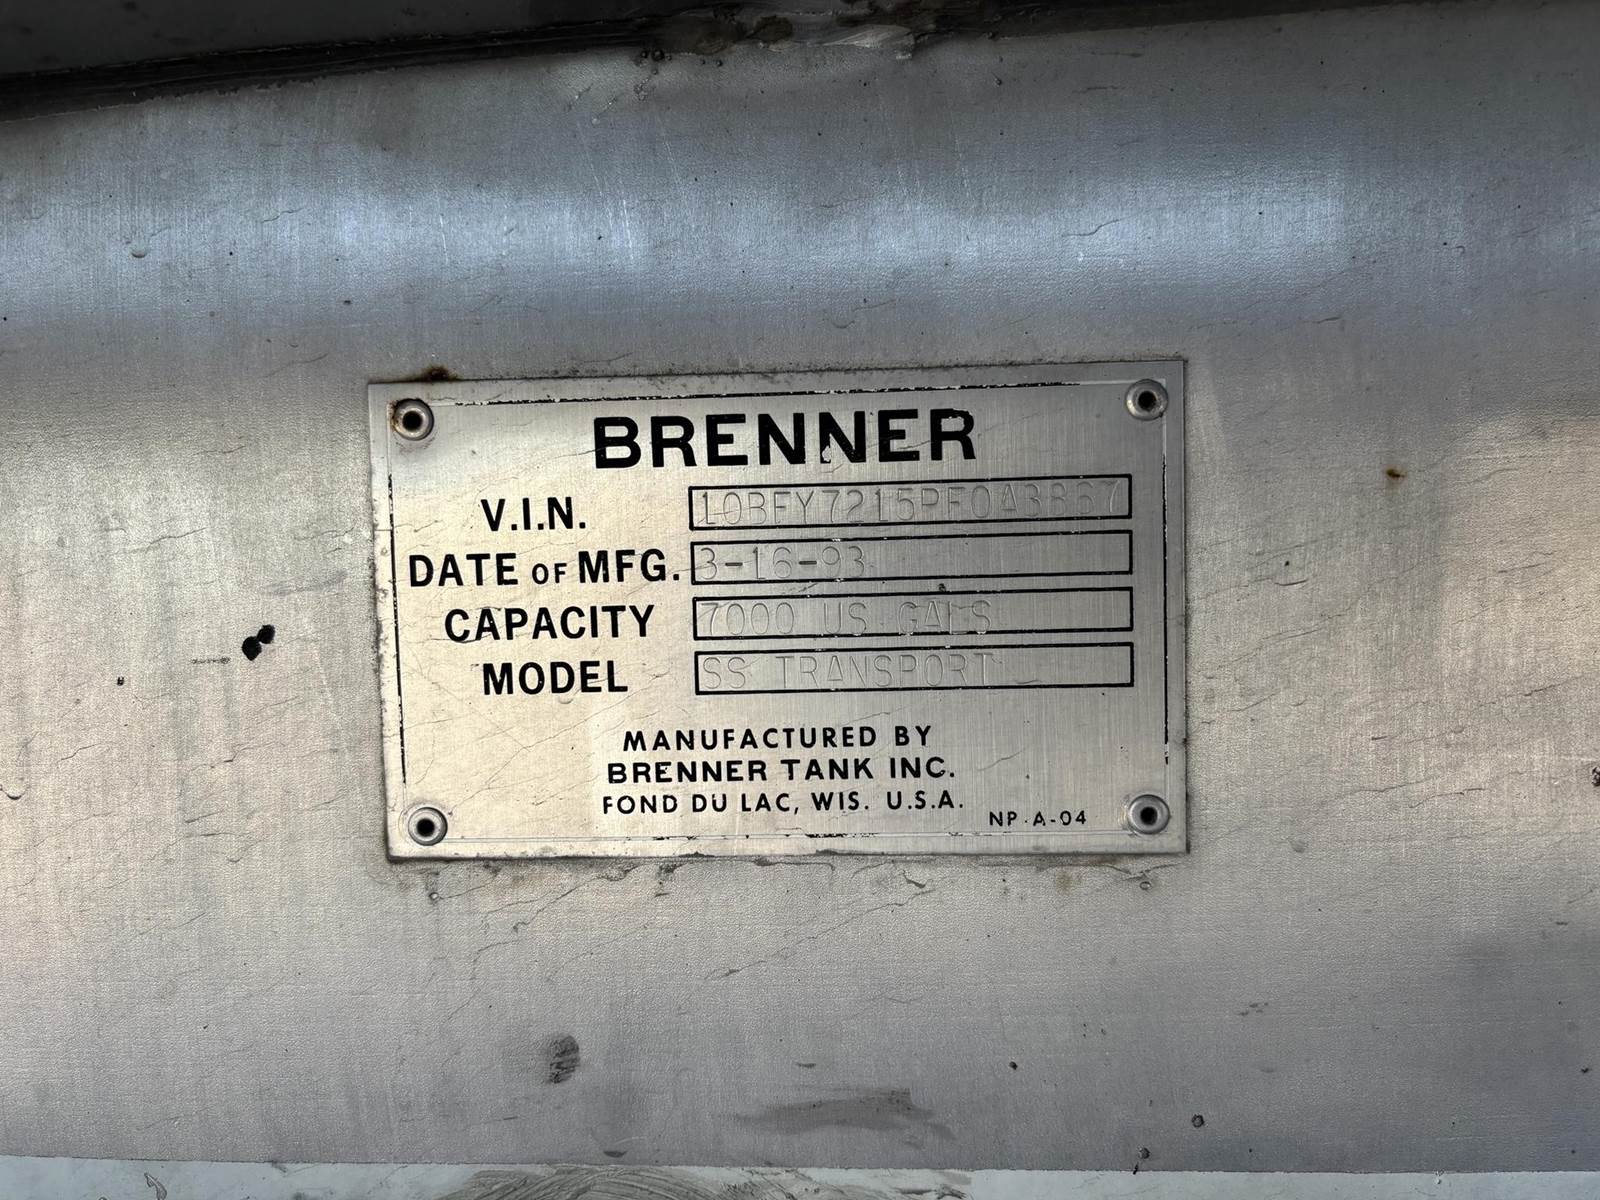 BRENNER
V.I.N. 10BFY7215PF0A3867
DATE OF MFG. 3-16-93
CAPACITY 7000 US GALS
MODEL SS TRANSPORT
MANUFACTURED BY
BRENNER TANK INC.
FOND DU LAC, WIS. U.S.A.
NP-A-04